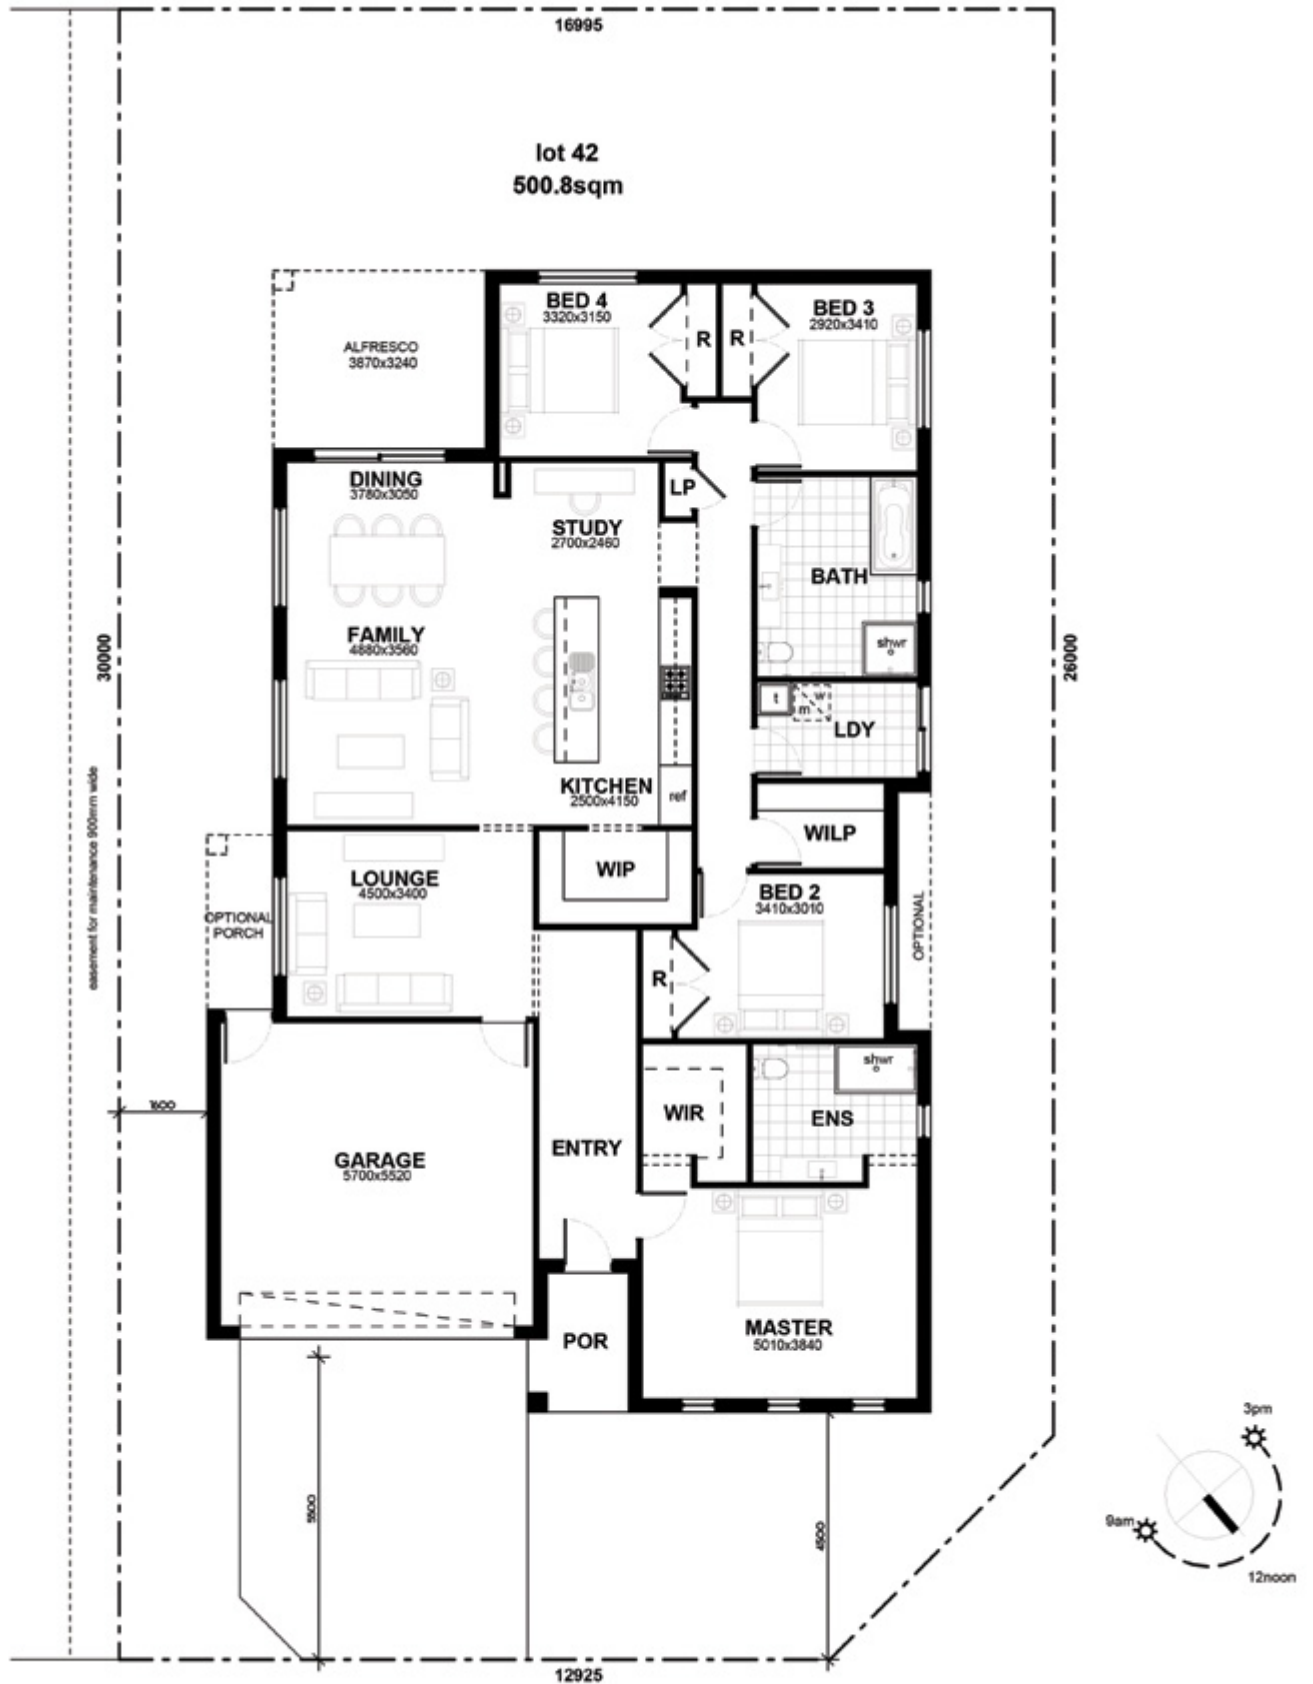 16995
lot 42
500.8sqm
BED 4
3320x3150
R
R
BED 3
2920x3410
ALFRESCO
3870x3240
DINING
3780x3050
LP
STUDY
2700x2460
BATH
FAMILY
4880x3560
shwr
30000
26000
t
w
m
LDY
KITCHEN
2500x4150
ref
easement for maintenance 900mm wide
WILP
WIP
LOUNGE
4500x3400
BED 2
3410x3010
OPTIONAL
PORCH
OPTIONAL
R
shwr
1600
WIR
ENS
ENTRY
GARAGE
5700x5520
MASTER
5010x3840
POR
3pm
9am
12noon
5500
4500
12925